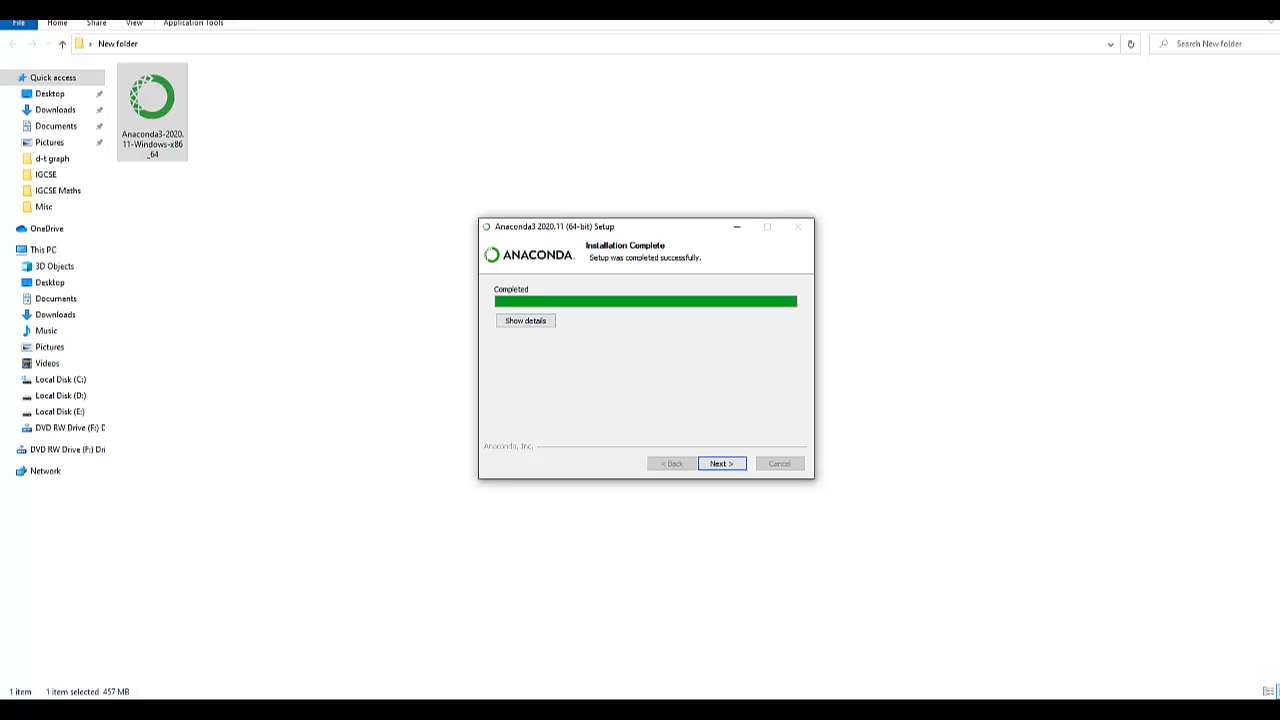 File Home Share View Application Tools
New folder
Search New folder
Quick access
Desktop
Downloads
Documents
Pictures
d-t graph
IGCSE
IGCSE Maths
Misc
OneDrive
This PC
3D Objects
Desktop
Documents
Downloads
Music
Pictures
Videos
Local Disk (C:)
Local Disk (D:)
Local Disk (E:)
DVD RW Drive (F:) D
DVD RW Drive (F:) Dri
Network
Anaconda3-2020.
11-Windows-x86
_64
Anaconda3 2020.11 (64-bit) Setup
ANACONDA.
Installation Complete
Setup was completed successfully.
Completed
Show details
Anaconda, Inc.
< Back Next > Cancel
1 item 1 item selected 457 MB